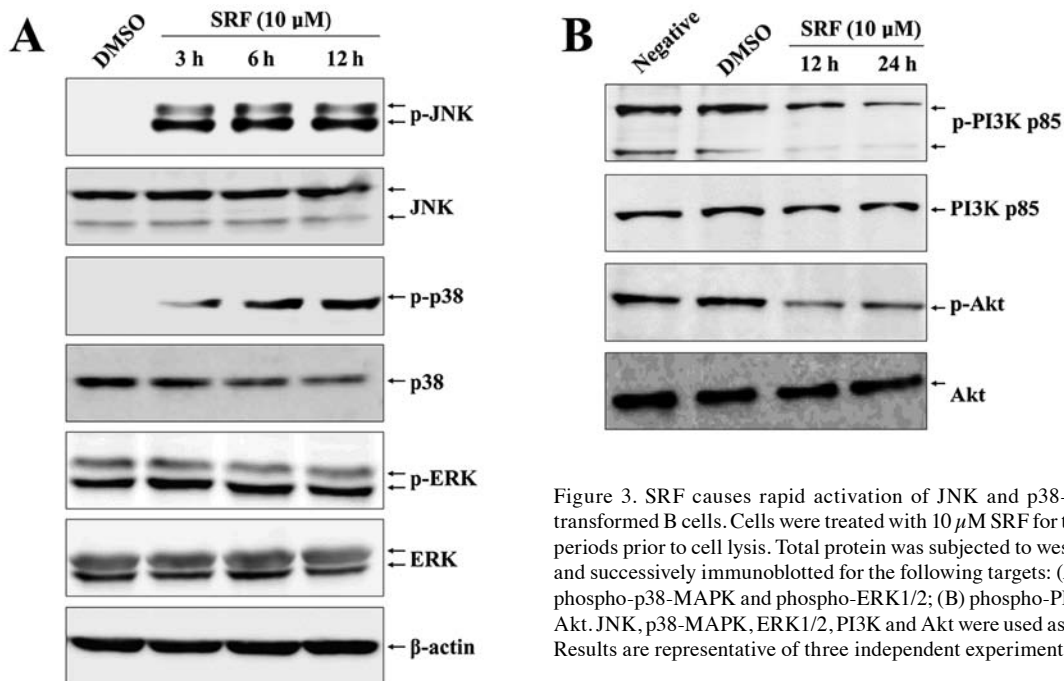 A
DMSO
SRF (10 µM)
3 h 6 h 12 h
p-JNK
JNK
p-p38
p38
p-ERK
ERK
β-actin
B
Negative
DMSO
SRF (10 µM)
12 h 24 h
p-PI3K p85
PI3K p85
p-Akt
Akt
Figure 3. SRF causes rapid activation of JNK and p38-
transformed B cells. Cells were treated with 10 µM SRF for
periods prior to cell lysis. Total protein was subjected to
and successively immunoblotted for the following targets:
phospho-p38-MAPK and phospho-ERK1/2; (B)
Akt. JNK, p38-MAPK, ERK1/2, PI3K and Akt were used as
Results are representative of three independent